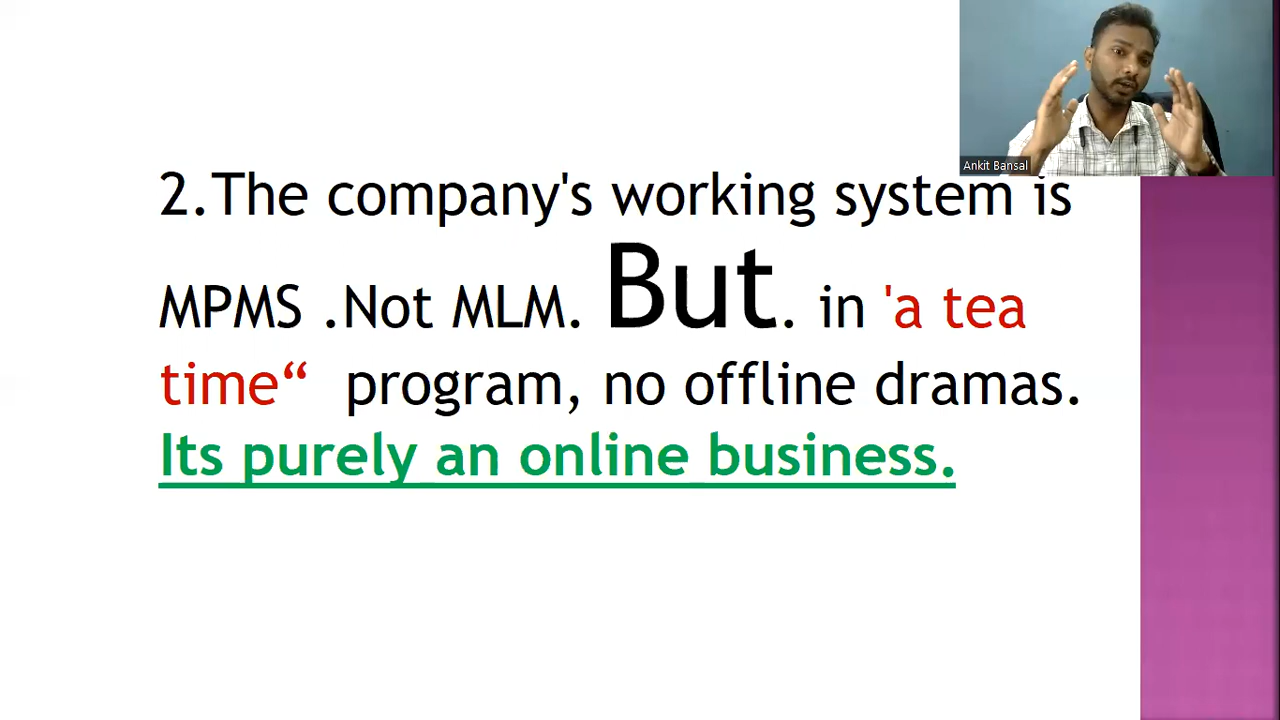 Ankit Bansal
2.The company's working system is
MPMS .Not MLM. But. in 'a tea
time“ program, no offline dramas.
Its purely an online business.